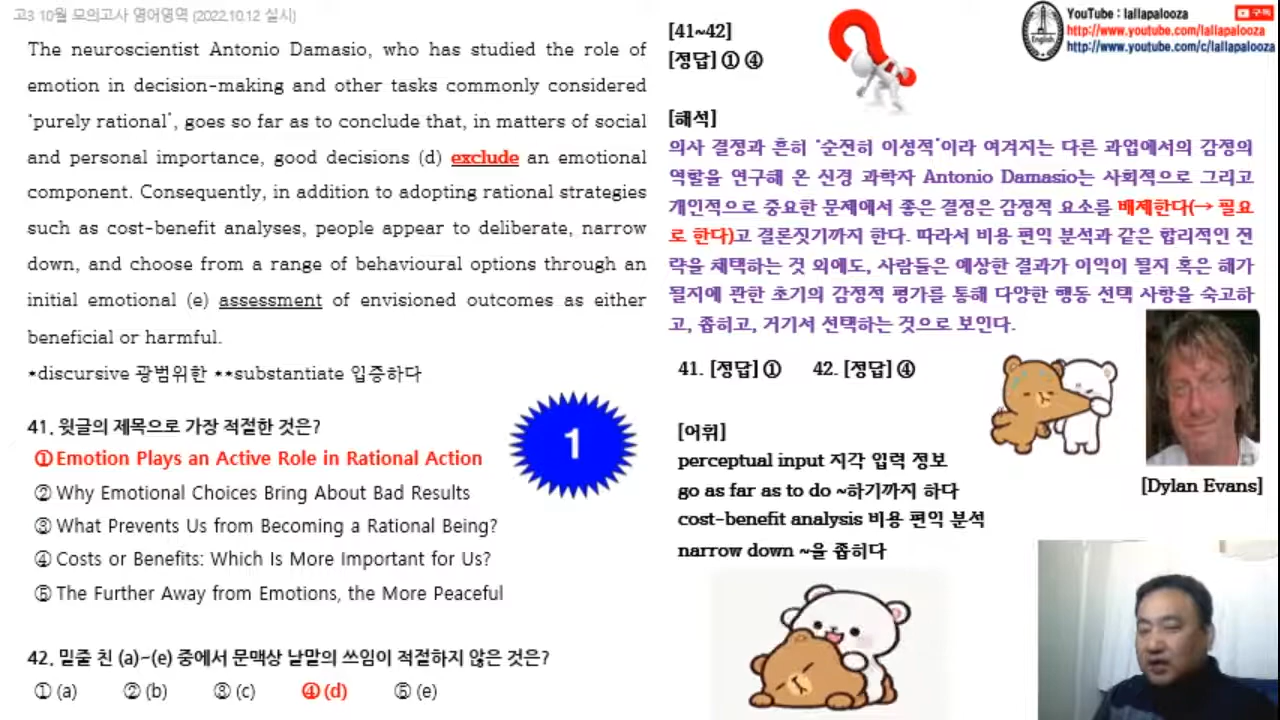 고3 10월 모의고사 영어영역 (2022.10.12 실시)
The neuroscientist Antonio Damasio, who has studied the role of
emotion in decision-making and other tasks commonly considered
'purely rational', goes so far as to conclude that, in matters of social
and personal importance, good decisions (d) exclude an emotional
component. Consequently, in addition to adopting rational strategies
such as cost-benefit analyses, people appear to deliberate, narrow
down, and choose from a range of behavioural options through an
initial emotional (e) assessment of envisioned outcomes as either
beneficial or harmful.
*discursive 광범위한 **substantiate 입증하다
41. 윗글의 제목으로 가장 적절한 것은?
① Emotion Plays an Active Role in Rational Action
② Why Emotional Choices Bring About Bad Results
③ What Prevents Us from Becoming a Rational Being?
④ Costs or Benefits: Which Is More Important for Us?
⑤ The Further Away from Emotions, the More Peaceful
1
42. 밑줄 친 (a)~(e) 중에서 문맥상 낱말의 쓰임이 적절하지 않은 것은?
① (a) ② (b) ③ (c) ④ (d) ⑤ (e)
[41~42]
[정답] ① ④
English
YouTube : lallapalooza
구독
http://www.youtube.com/lallapalooza
http://www.youtube.com/c/lallapalooza
[해석]
의사 결정과 흔히 '순전히 이성적'이라 여겨지는 다른 과업에서의 감정의
역할을 연구해 온 신경 과학자 Antonio Damasio는 사회적으로 그리고
개인적으로 중요한 문제에서 좋은 결정은 감정적 요소를 배제한다(→ 필요
로 한다)고 결론짓기까지 한다. 따라서 비용 편익 분석과 같은 합리적인 전
략을 채택하는 것 외에도, 사람들은 예상한 결과가 이익이 될지 혹은 해가
될지에 관한 초기의 감정적 평가를 통해 다양한 행동 선택 사항을 숙고하
고, 좁히고, 거기서 선택하는 것으로 보인다.
41. [정답] ① 42. [정답] ④
[어휘]
perceptual input 지각 입력 정보
go as far as to do ~하기까지 하다
cost-benefit analysis 비용 편익 분석
narrow down ~을 좁히다
[Dylan Evans]